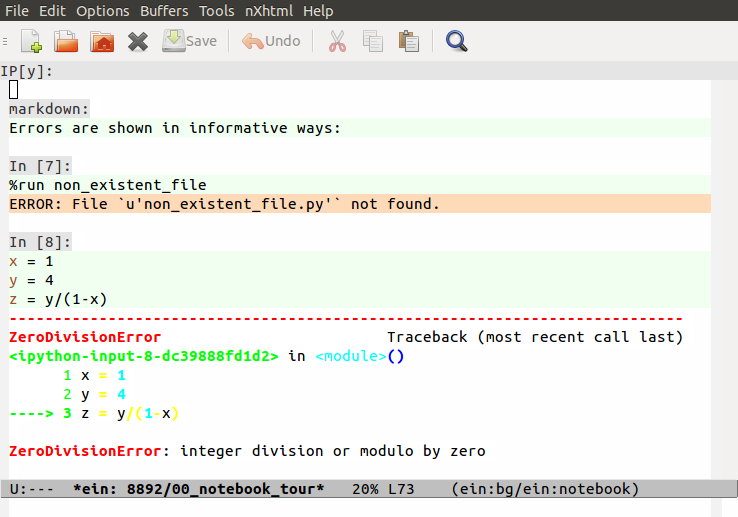 File Edit Options Buffers Tools nXhtml Help
Save Undo
IP[y]:
markdown:
Errors are shown in informative ways:
In [7]:
%run non_existent_file
ERROR: File `u'non_existent_file.py'` not found.
In [8]:
x = 1
y = 4
z = y/(1-x)
---------------------------------------------------------------------------
ZeroDivisionError                         Traceback (most recent call last)
<ipython-input-8-dc39888fd1d2> in <module>()
      1 x = 1
      2 y = 4
----> 3 z = y/(1-x)
ZeroDivisionError: integer division or modulo by zero
U:---  *ein: 8892/00_notebook_tour*   20% L73    (ein:bg/ein:notebook)